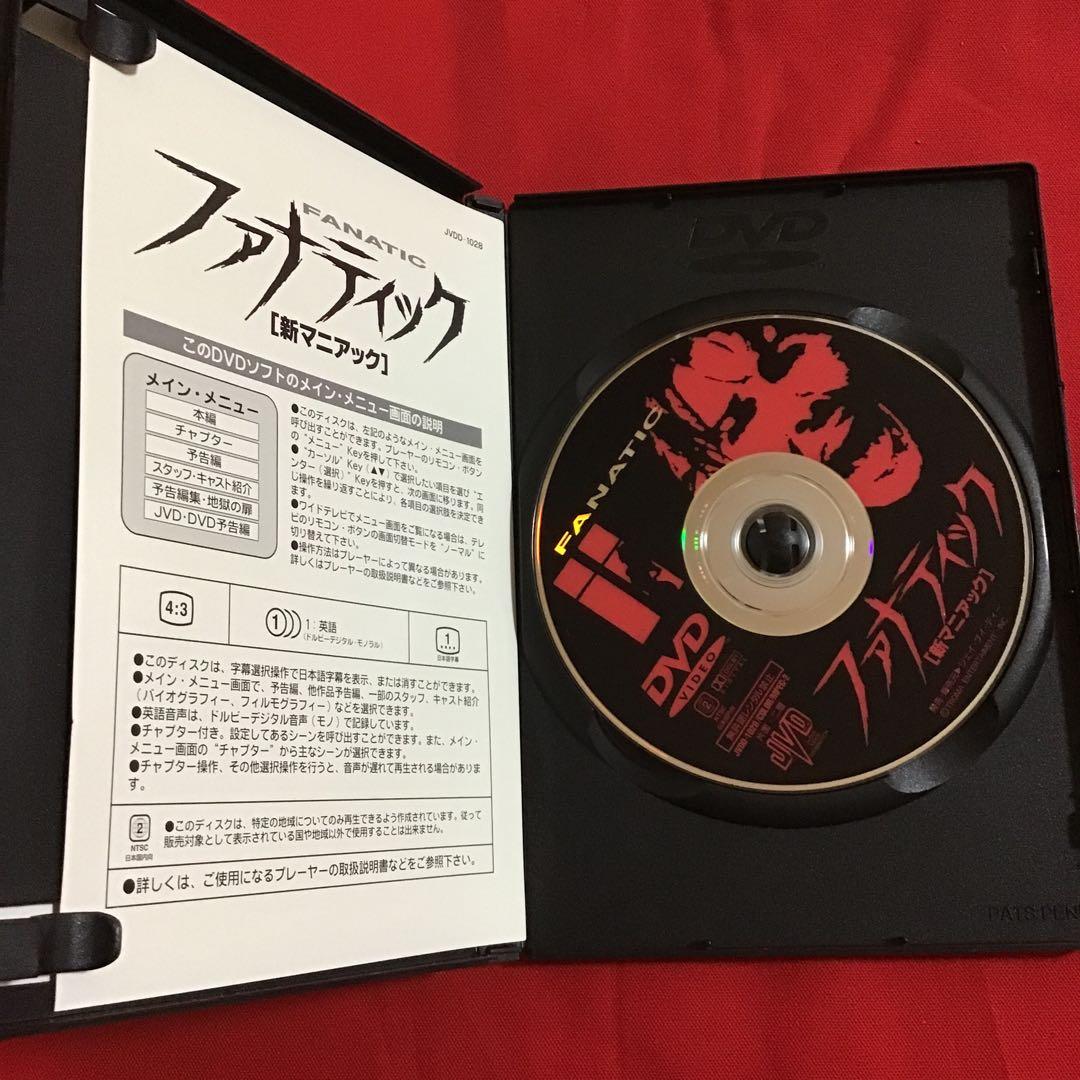 FANATIC
ファナティック
[新マニアック]
JVDD-1028
このDVDソフトのメイン・メニュー画面の説明
メイン・メニュー
本編
チャプター
予告編
スタッフ・キャスト紹介
予告編集・地獄の扉
JVD・DVD予告編
●このディスクは、左記のようなメイン・メニュー画面を
呼び出すことができます。プレーヤーのリモコン・ボタン
の“メニュー”Keyを押して下さい。
●“カーソル”Key(▲▼)で選択したい項目を選び“エ
ンター(選択)”Keyを押すと、次の画面に移ります。同
じ操作を繰り返すことにより、各項目の選択肢を決定でき
ます。
●ワイドテレビでメニュー画面をご覧になる場合は、テレ
ビのリモコン・ボタンの画面切替モードを“ノーマル”に
切り替えて下さい。
●操作方法はプレーヤーによって異なる場合があります。
詳しくはプレーヤーの取扱説明書などをご参照下さい。
4:3
1
1:英語
(ドルビーデジタル・モノラル)
1
日本語字幕
●このディスクは、字幕選択操作で日本語字幕を表示、または消すことができます。
●メイン・メニュー画面で、予告編、他作品予告編、一部のスタッフ、キャスト紹介
(バイオグラフィー、フィルモグラフィー)などを選択できます。
●英語音声は、ドルビーデジタル音声(モノ)で記録しています。
●チャプター付き。設定してあるシーンを呼び出すことができます。また、メイン・
メニュー画面の“チャプター”から主なシーンが選択できます。
●チャプター操作、その他選択操作を行うと、音声が遅れて再生される場合がありま
す。
2
NTSC
日本国内向
●このディスクは、特定の地域についてのみ再生できるよう作成されています。従って
販売対象として表示されている国や地域以外で使用することは出来ません。
●詳しくは、ご使用になるプレーヤーの取扱説明書などをご参照下さい。
DVD
FANATIC
ファナティック
[新マニアック]
DVD
VIDEO
2
NTSC
JVD
PATS PEN